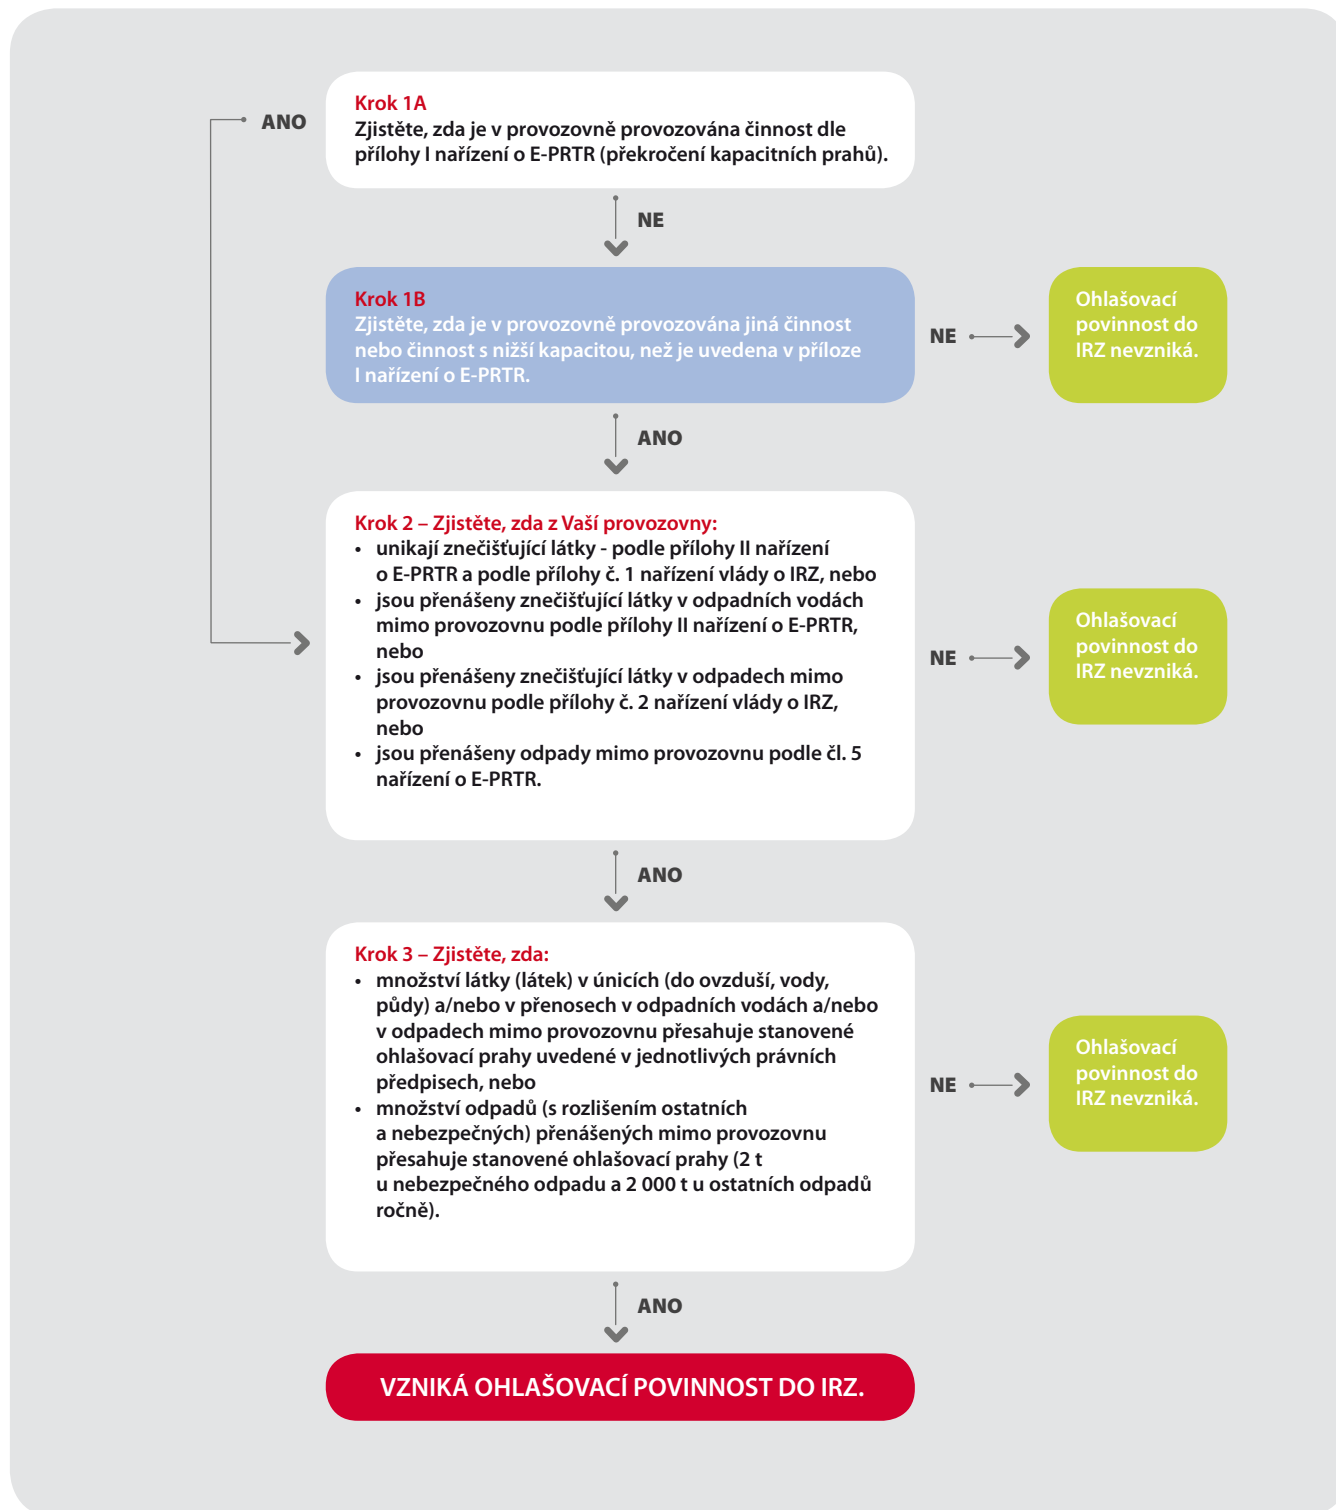 ANO
Krok 1A
Zjistěte, zda je v provozovně provozována činnost dle
přílohy I nařízení o E-PRTR (překročení kapacitních prahů).
NE
Krok 1B
Zjistěte, zda je v provozovně provozována jiná činnost
nebo činnost s nižší kapacitou, než je uvedena v příloze
I nařízení o E-PRTR.
NE
Ohlašovací
povinnost do
IRZ nevzniká.
ANO
Krok 2 – Zjistěte, zda z Vaší provozovny:
• unikají znečišťující látky - podle přílohy II nařízení
o E-PRTR a podle přílohy č. 1 nařízení vlády o IRZ, nebo
• jsou přenášeny znečišťující látky v odpadních vodách
mimo provozovnu podle přílohy II nařízení o E-PRTR,
nebo
• jsou přenášeny znečišťující látky v odpadech mimo
provozovnu podle přílohy č. 2 nařízení vlády o IRZ,
nebo
• jsou přenášeny odpady mimo provozovnu podle čl. 5
nařízení o E-PRTR.
NE
Ohlašovací
povinnost do
IRZ nevzniká.
ANO
Krok 3 – Zjistěte, zda:
• množství látky (látek) v únicích (do ovzduší, vody,
půdy) a/nebo v přenosech v odpadních vodách a/nebo
v odpadech mimo provozovnu přesahuje stanovené
ohlašovací prahy uvedené v jednotlivých právních
předpisech, nebo
• množství odpadů (s rozlišením ostatních
a nebezpečných) přenášených mimo provozovnu
přesahuje stanovené ohlašovací prahy (2 t
u nebezpečného odpadu a 2 000 t u ostatních odpadů
ročně).
NE
Ohlašovací
povinnost do
IRZ nevzniká.
ANO
VZNIKÁ OHLAŠOVACÍ POVINNOST DO IRZ.